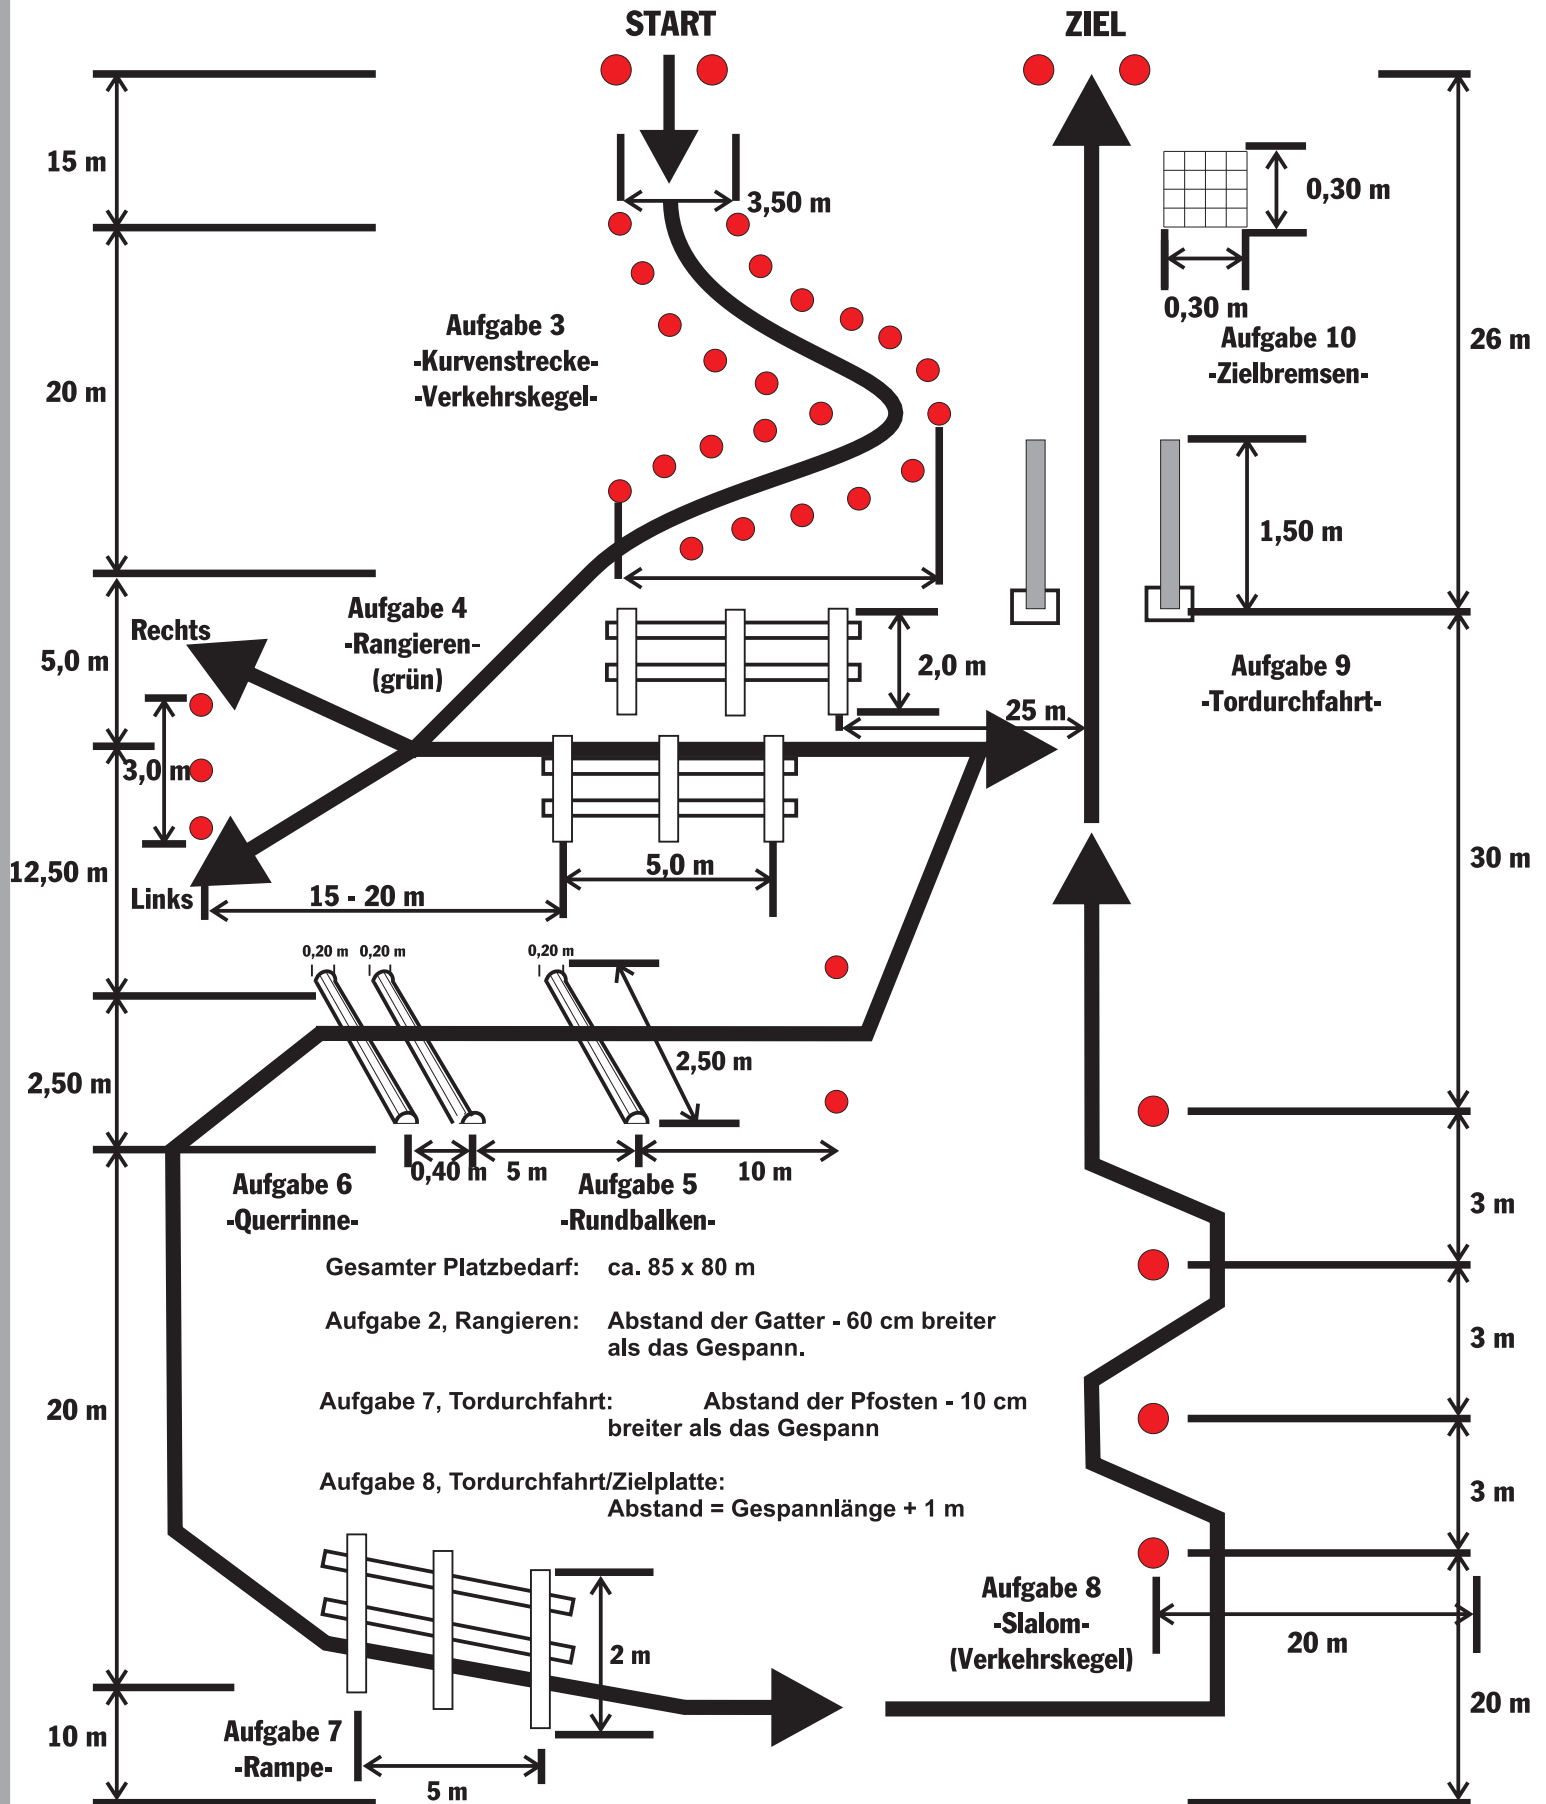 START
ZIEL
15 m
3,50 m
0,30 m
0,30 m
Aufgabe 3
-Kurvenstrecke-
-Verkehrskegel-
Aufgabe 10
-Zielbremsen-
26 m
20 m
1,50 m
Aufgabe 4
-Rangieren-
(grün)
Rechts
5,0 m
2,0 m
Aufgabe 9
-Tordurchfahrt-
25 m
3,0 m
12,50 m
5,0 m
30 m
Links
15 - 20 m
0,20 m
0,20 m
0,20 m
2,50 m
2,50 m
0,40 m
5 m
10 m
Aufgabe 6
-Querrinne-
Aufgabe 5
-Rundbalken-
3 m
Gesamter Platzbedarf: ca. 85 x 80 m
Aufgabe 2, Rangieren: Abstand der Gatter - 60 cm breiter
als das Gespann.
3 m
Aufgabe 7, Tordurchfahrt: Abstand der Pfosten - 10 cm
breiter als das Gespann
20 m
Aufgabe 8, Tordurchfahrt/Zielplatte:
Abstand = Gespannlänge + 1 m
3 m
Aufgabe 8
-Slalom-
(Verkehrskegel)
20 m
2 m
20 m
Aufgabe 7
-Rampe-
10 m
5 m